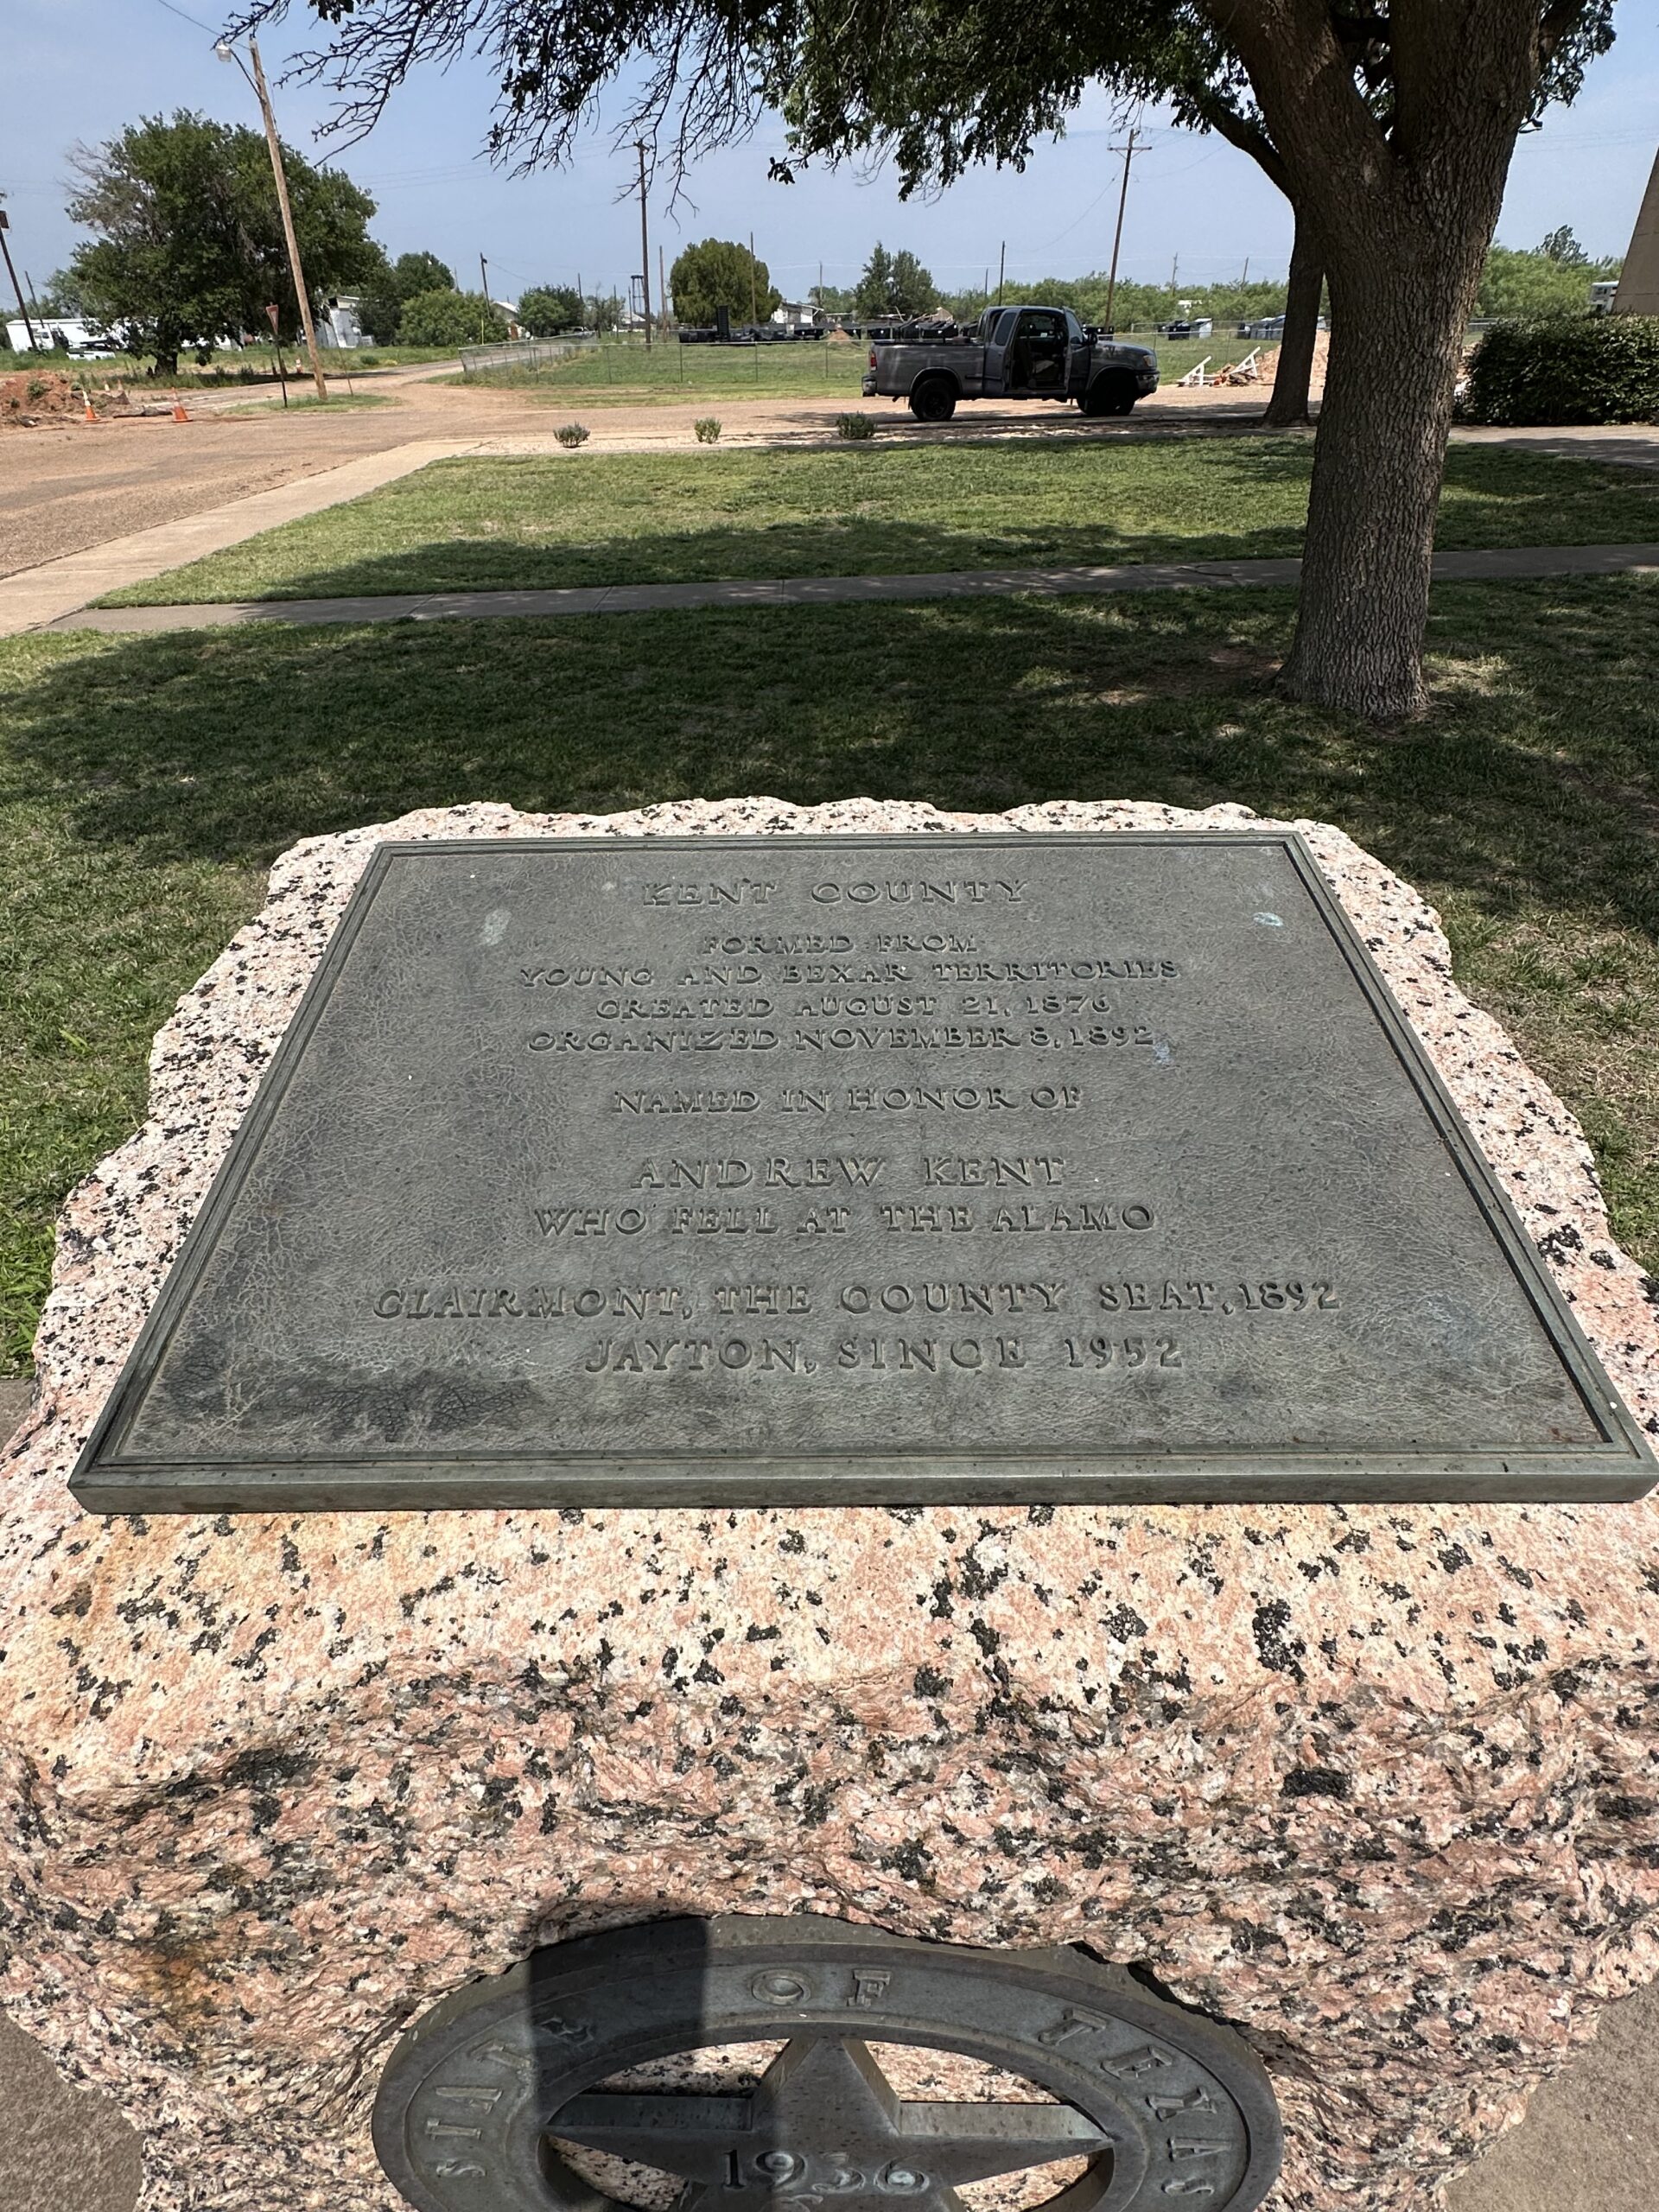 KENT COUNTY
FORMED FROM
YOUNG AND BEXAR TERRITORIES
CREATED AUGUST 21, 1876
ORGANIZED NOVEMBER 8, 1892
NAMED IN HONOR OF
ANDREW KENT
WHO FELL AT THE ALAMO
CLAIRMONT, THE COUNTY SEAT, 1892
JAYTON, SINCE 1952
STATE OF TEXAS
1936